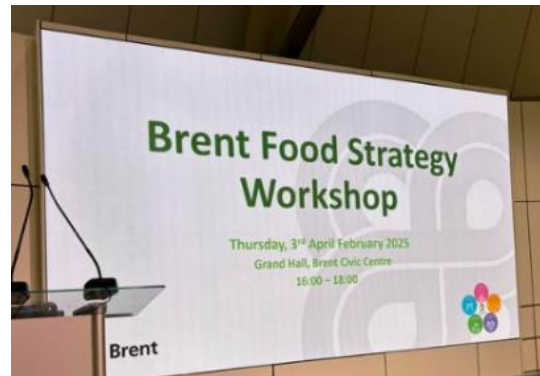 Brent Food Strategy
Workshop
Thursday, 3rd April February 2025
Grand Hall, Brent Civic Centre
16:00 – 18:00
Brent